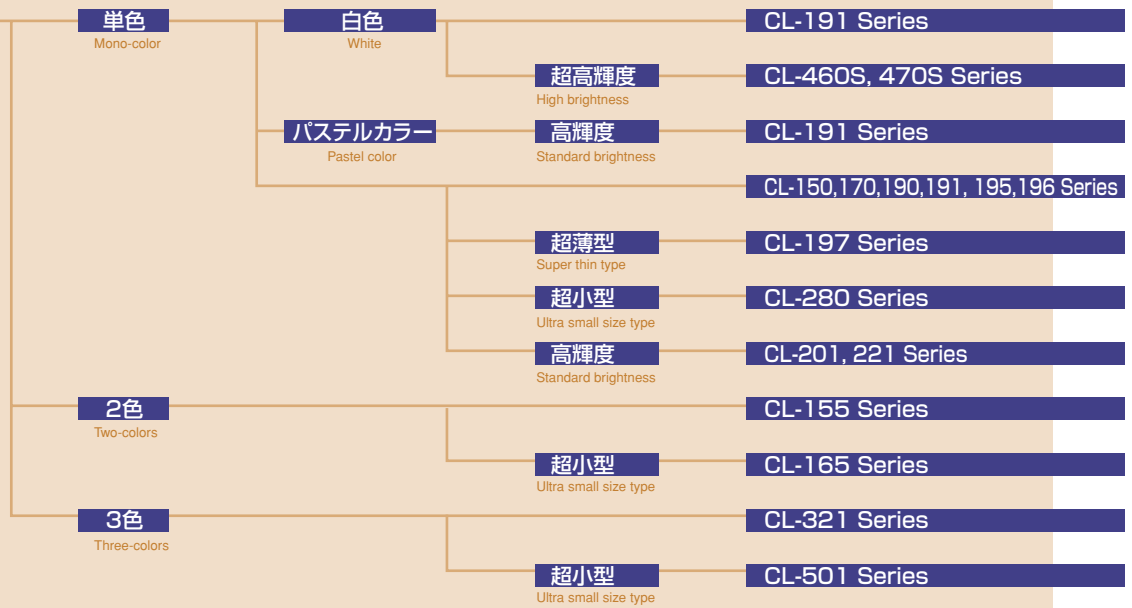 単色
Mono-color
白色
White
CL-191 Series
超高輝度
High brightness
CL-460S, 470S Series
パステルカラー
Pastel color
高輝度
Standard brightness
CL-191 Series
CL-150,170,190,191, 195,196 Series
超薄型
Super thin type
CL-197 Series
超小型
Ultra small size type
CL-280 Series
高輝度
Standard brightness
CL-201, 221 Series
2色
Two-colors
CL-155 Series
超小型
Ultra small size type
CL-165 Series
3色
Three-colors
CL-321 Series
超小型
Ultra small size type
CL-501 Series